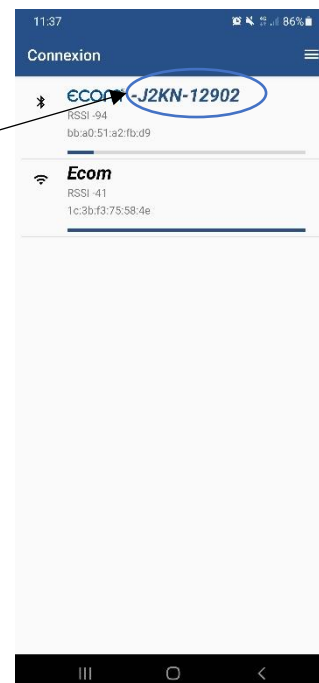 11:37 86%
Connexion
ecom -J2KN-12902
RSSI -94
bb:a0:51:a2:fb:d9
Ecom
RSSI -41
1c:3b:f3:75:58:4e